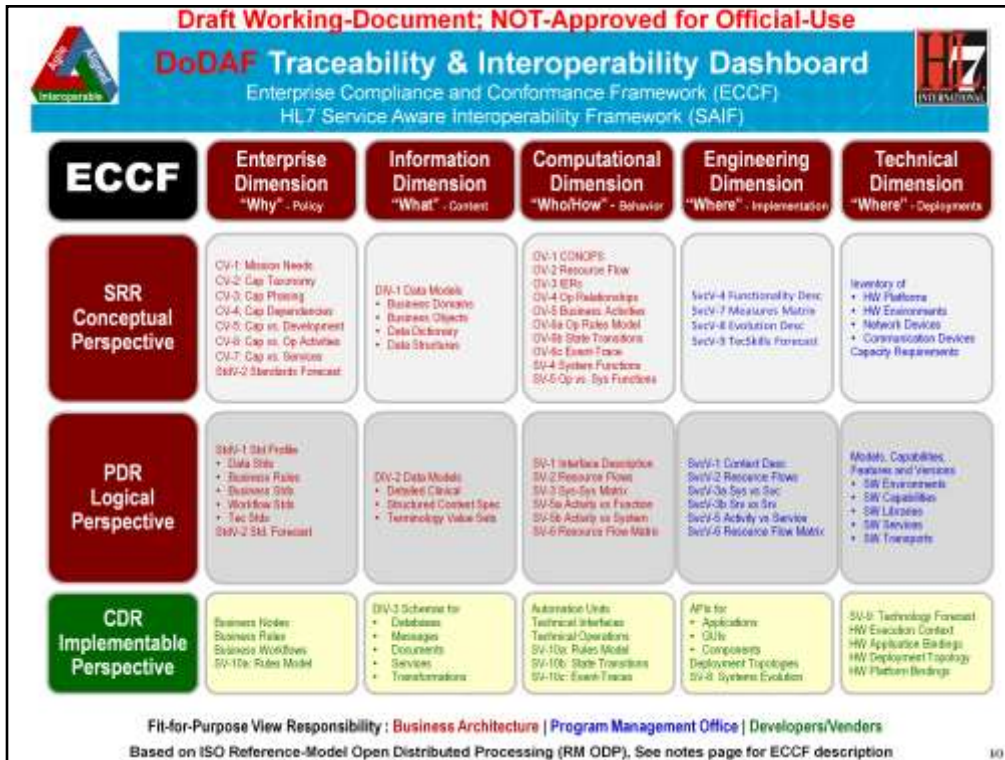 Draft Working-Document; NOT-Approved for Official-Use
Agile
Aligned
Interoperable
DoDAF Traceability & Interoperability Dashboard
Enterprise Compliance and Conformance Framework (ECCF)
HL7 Service Aware Interoperability Framework (SAIF)
HL7
INTERNATIONAL
ECCF
Enterprise
Dimension
"Why" - Policy
Information
Dimension
"What" - Content
Computational
Dimension
"Who/How" - Behavior
Engineering
Dimension
"Where" - Implementation
Technical
Dimension
"Where" - Deployments
SRR
Conceptual
Perspective
CV-1: Mission Needs
CV-2: Cap Taxonomy
CV-3: Cap Phasing
CV-4: Cap Dependencies
CV-5: Cap vs. Development
CV-6: Cap vs. Op Activities
CV-7: Cap vs. Services
StdV-2 Standards Forecast
DIV-1 Data Models
• Business Domains
• Business Objects
• Data Dictionary
• Data Structures
OV-1 CONOPS
OV-2 Resource Flow
OV-3 IERs
OV-4 Op Relationships
OV-5 Business Activities
OV-6a Op Rules Model
OV-6b State Transitions
OV-6c Event-Trace
SV-4 System Functions
SV-5 Op vs. Sys Functions
SvcV-4 Functionality Desc
SvcV-7 Measures Matrix
SvcV-8 Evolution Desc
SvcV-9 TecSkills Forecast
Inventory of
• HW Platforms
• HW Environments
• Network Devices
• Communication Devices
Capacity Requirements
PDR
Logical
Perspective
StdV-1 Std Profile
• Data Stds
• Business Rules
• Business Stds
• Workflow Stds
• Tec Stds
StdV-2 Std. Forecast
DIV-2 Data Models
• Detailed Clinical
• Structured Content Spec
• Terminology Value Sets
SV-1 Interface Description
SV-2 Resource Flows
SV-3 Sys-Sys Matrix
SV-5a Activity vs Function
SV-5b Activity vs System
SV-6 Resource Flow Matrix
SvcV-1 Context Desc
SvcV-2 Resource Flows
SvcV-3a Sys vs Svc
SvcV-3b Srv vs Srv
SvcV-5 Activity vs Service
SvcV-6 Resource Flow Matrix
Models, Capabilities,
Features and Versions
• SW Environments
• SW Capabilities
• SW Libraries
• SW Services
• SW Transports
CDR
Implementable
Perspective
Business Nodes
Business Rules
Business Workflows
SV-10a: Rules Model
DIV-3 Schemas for
• Databases
• Messages
• Documents
• Services
• Transformations
Automation Units
Technical Interfaces
Technical Operations
SV-10a: Rules Model
SV-10b: State Transitions
SV-10c: Event-Traces
APIs for
• Applications
• GUIs
• Components
Deployment Topologies
SV-8: Systems Evolution
SV-9: Technology Forecast
HW Execution Context
HW Application Bindings
HW Deployment Topology
HW Platform Bindings
Fit-for-Purpose View Responsibility : Business Architecture | Program Management Office | Developers/Venders
Based on ISO Reference-Model Open Distributed Processing (RM ODP), See notes page for ECCF description
10